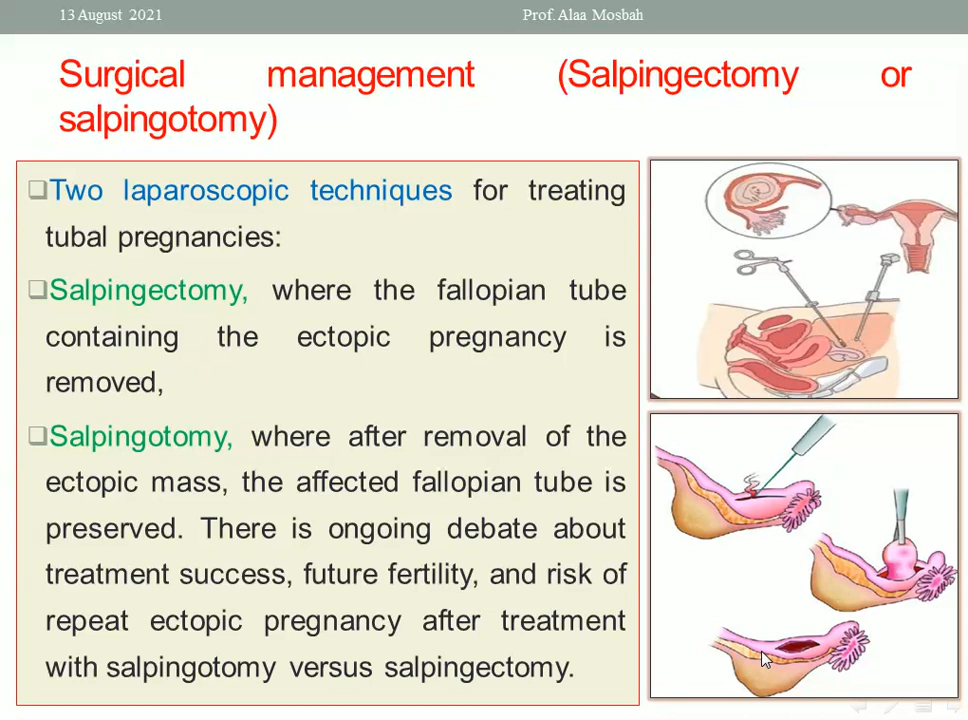 13 August 2021 Prof. Alaa Mosbah
Surgical management (Salpingectomy or
salpingotomy)
Two laparoscopic techniques for treating
tubal pregnancies:
Salpingectomy, where the fallopian tube
containing the ectopic pregnancy is
removed,
Salpingotomy, where after removal of the
ectopic mass, the affected fallopian tube is
preserved. There is ongoing debate about
treatment success, future fertility, and risk of
repeat ectopic pregnancy after treatment
with salpingotomy versus salpingectomy.